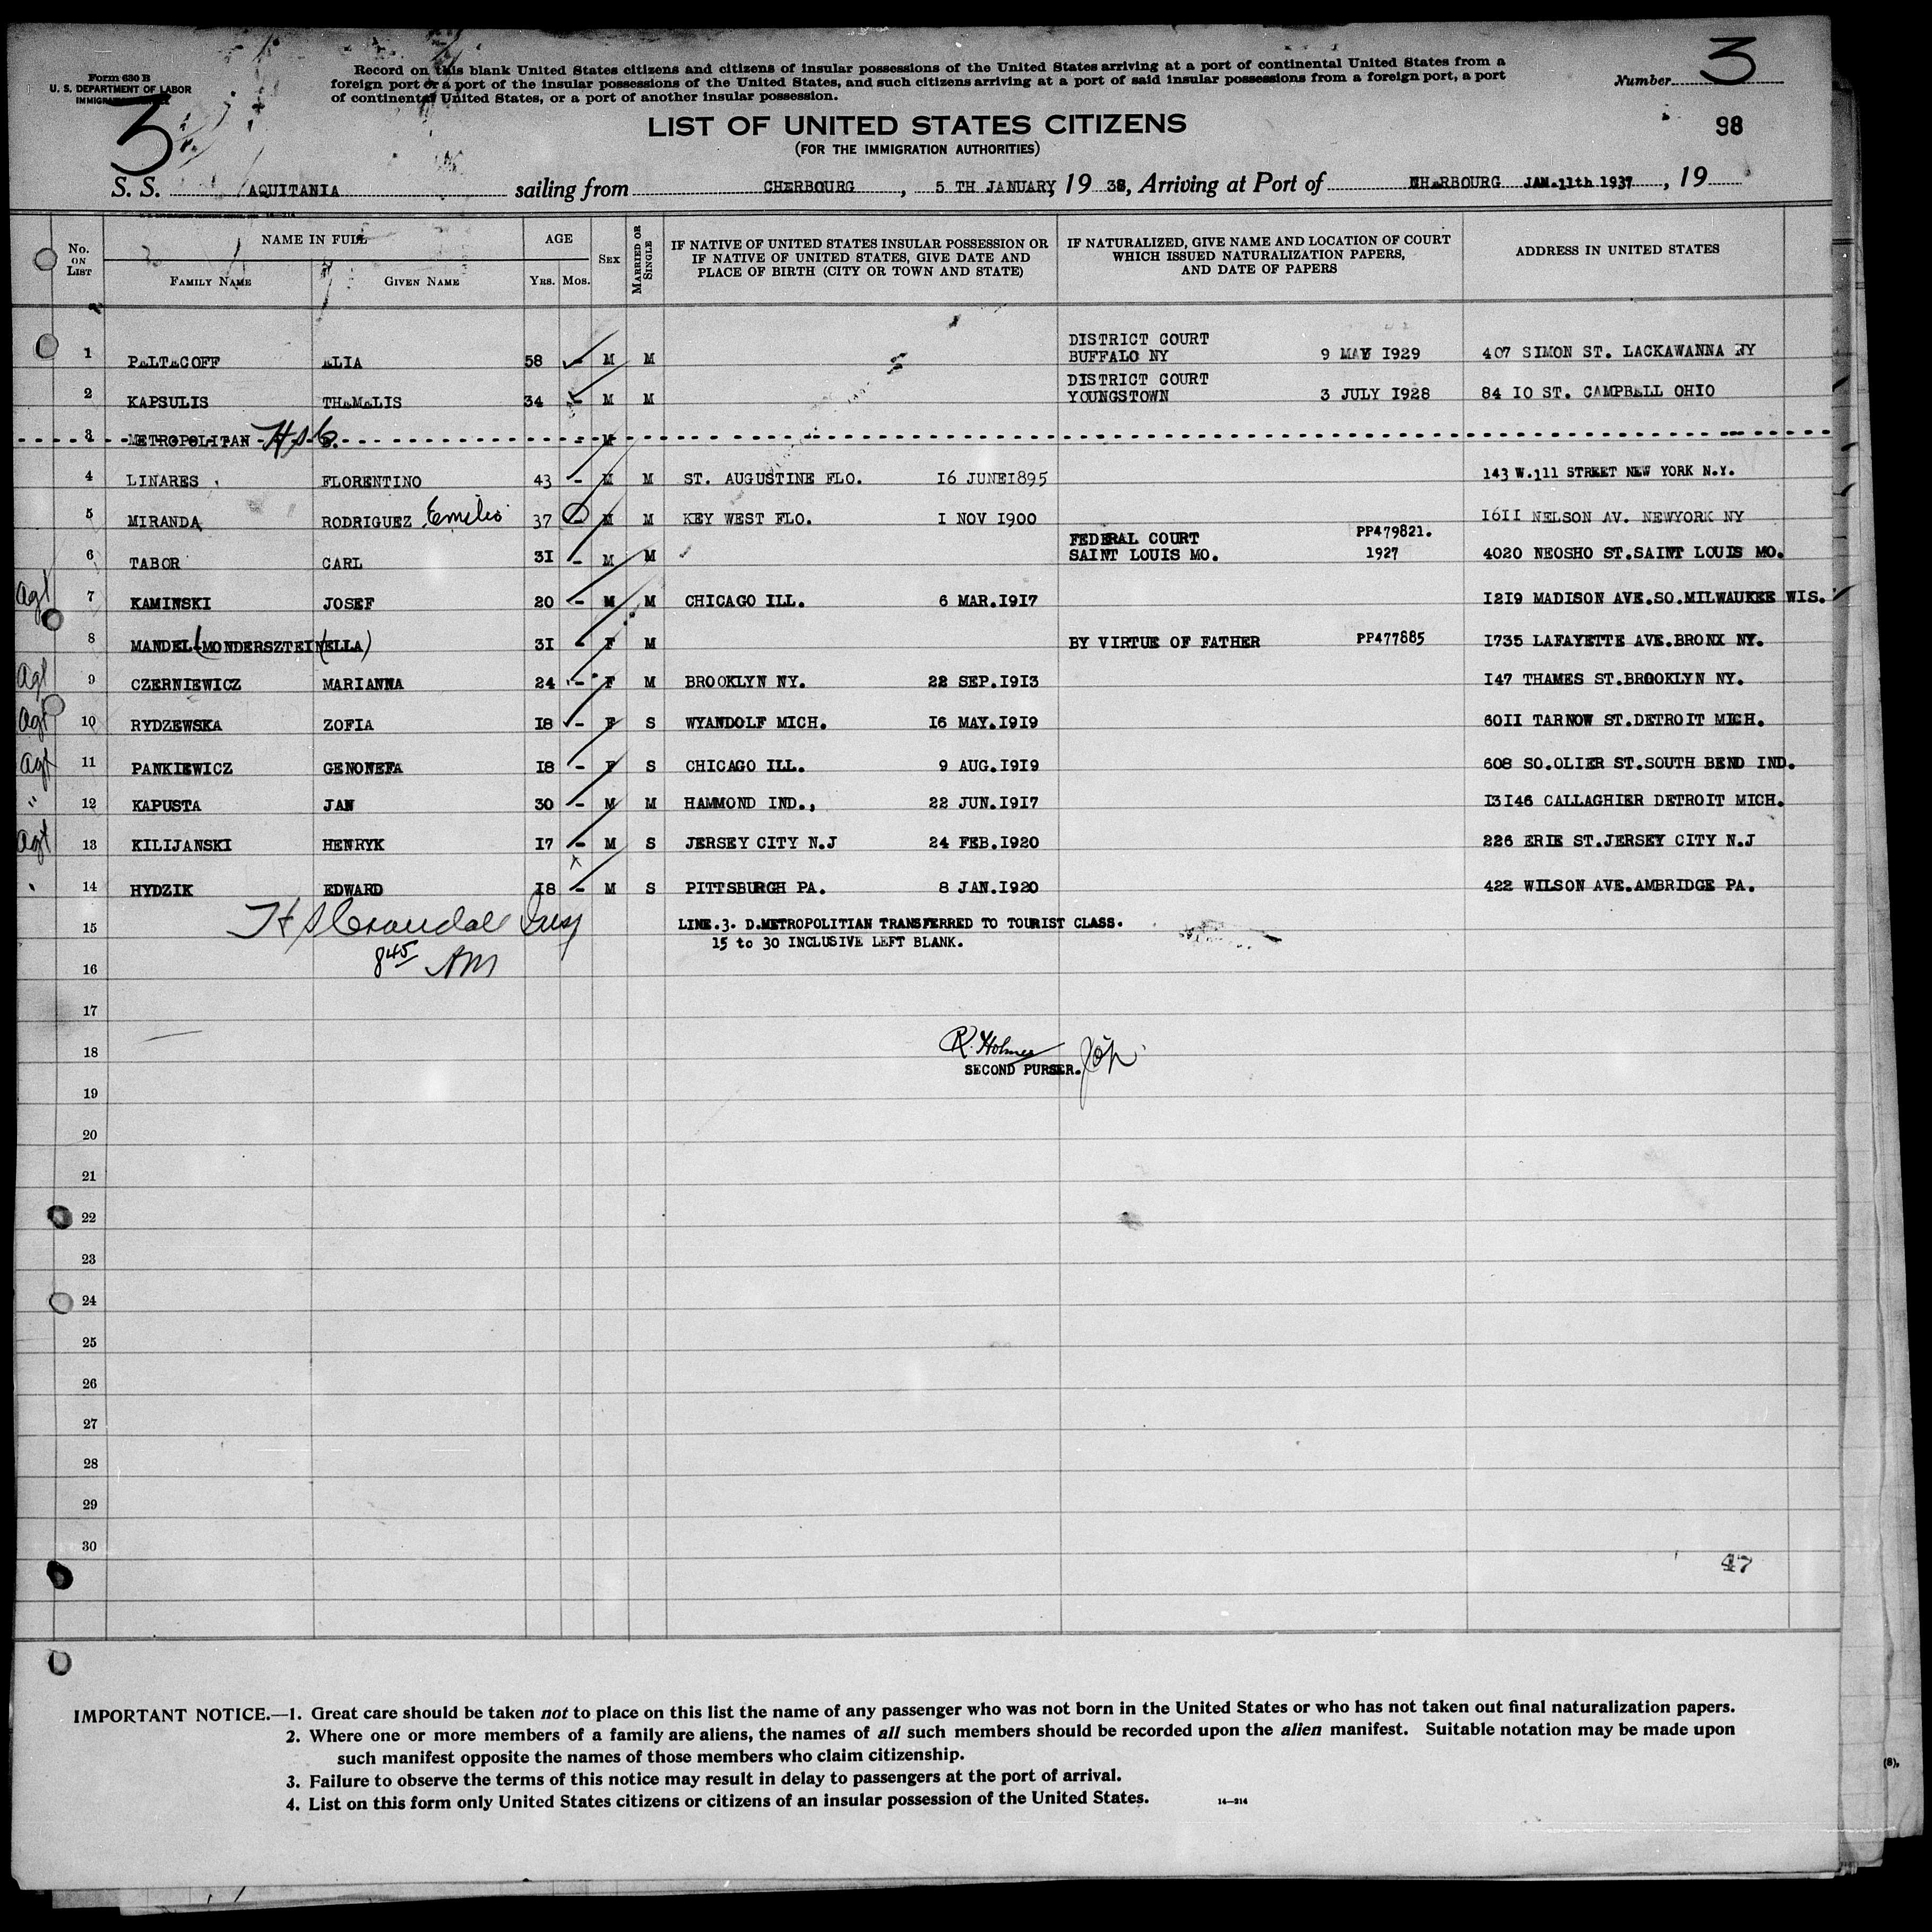 Form 630 B
U. S. DEPARTMENT OF LABOR
Record on this blank United States citizens and citizens of insular possessions of the United States arriving at a port of continental United States from a
foreign port or a port of the insular possessions of the United States, and such citizens arriving at a port of said insular possessions from a foreign port, a port
of continental United States, or a port of another insular possession.
Number 3
3
LIST OF UNITED STATES CITIZENS
98
(FOR THE IMMIGRATION AUTHORITIES)
S. S. AQUITANIA sailing from CHERBOURG, 5 TH JANUARY, 19 38, Arriving at Port of CHERBOURG JAN.11th 1937, 19
No. ON LIST
NAME IN FULL
FAMILY NAME GIVEN NAME
AGE
YRS. MOS.
SEX
MARRIED OR SINGLE
IF NATIVE OF UNITED STATES INSULAR POSSESSION OR
IF NATIVE OF UNITED STATES, GIVE DATE AND
PLACE OF BIRTH (CITY OR TOWN AND STATE)
IF NATURALIZED, GIVE NAME AND LOCATION OF COURT
WHICH ISSUED NATURALIZATION PAPERS,
AND DATE OF PAPERS
ADDRESS IN UNITED STATES
DISTRICT COURT
1 PALTACOFF ELIA 58 - M M BUFFALO NY 9 MAY 1929 407 SIMON ST. LACKAWANNA NY
DISTRICT COURT
2 KAPSULIS THAMALIS 34 - M M YOUNGSTOWN 3 JULY 1928 84 10 ST. CAMPBELL OHIO
3 METROPOLITAN HSC D. - M
4 LINARES FLORENTINO 43 - M M ST. AUGUSTINE FLO. 16 JUNE1895 143 W.111 STREET NEW YORK N.Y.
5 MIRANDA RODRIGUEZ Emilio 37 - M M KEY WEST FLO. 1 NOV 1900 1611 NELSON AV. NEWYORK NY
FEDERAL COURT PP479821.
6 TABOR CARL 31 - M M SAINT LOUIS MO. 1927 4020 NEOSHO ST.SAINT LOUIS MO.
Agt 7 KAMINSKI JOSEF 20 - M M CHICAGO ILL. 6 MAR.1917 1219 MADISON AVE.SO.MILWAUKEE WIS.
8 MANDEL (MONDERSZTEIN(ELLA) 31 - F M BY VIRTUE OF FATHER PP477885 1735 LAFAYETTE AVE.BRONX NY.
Agt 9 CZERNIEWICZ MARIANNA 24 - F M BROOKLYN NY. 22 SEP.1913 147 THAMES ST.BROOKLYN NY.
Agt 10 RYDZEWSKA ZOFIA 18 - F S WYANDOLF MICH. 16 MAY.1919 6011 TARNOW ST.DETROIT MICH.
Agt 11 PANKIEWICZ GENONEFA 18 - F S CHICAGO ILL. 9 AUG.1919 608 SO.OLIER ST.SOUTH BEND IND.
" 12 KAPUSTA JAN 30 - M M HAMMOND IND., 22 JUN.1917 13146 CALLAGHIER DETROIT MICH.
Agt 13 KILIJANSKI HENRYK 17 - M S JERSEY CITY N.J 24 FEB.1920 226 ERIE ST.JERSEY CITY N.J
14 HYDZIK EDWARD 18 - M S PITTSBURGH PA. 8 JAN.1920 422 WILSON AVE.AMBRIDGE PA.
15 H S Crandall Insp LINE.3. D.METROPOLITIAN TRANSFERRED TO TOURIST CLASS.
15 to 30 INCLUSIVE LEFT BLANK.
16 8 45 AM
17
18 R. Holmes
SECOND PURSER.
19
20
21
22
23
24
25
26
27
28
29
30
47
IMPORTANT NOTICE.—1. Great care should be taken not to place on this list the name of any passenger who was not born in the United States or who has not taken out final naturalization papers.
2. Where one or more members of a family are aliens, the names of all such members should be recorded upon the alien manifest. Suitable notation may be made upon
such manifest opposite the names of those members who claim citizenship.
3. Failure to observe the terms of this notice may result in delay to passengers at the port of arrival.
4. List on this form only United States citizens or citizens of an insular possession of the United States. 14—214
(8).